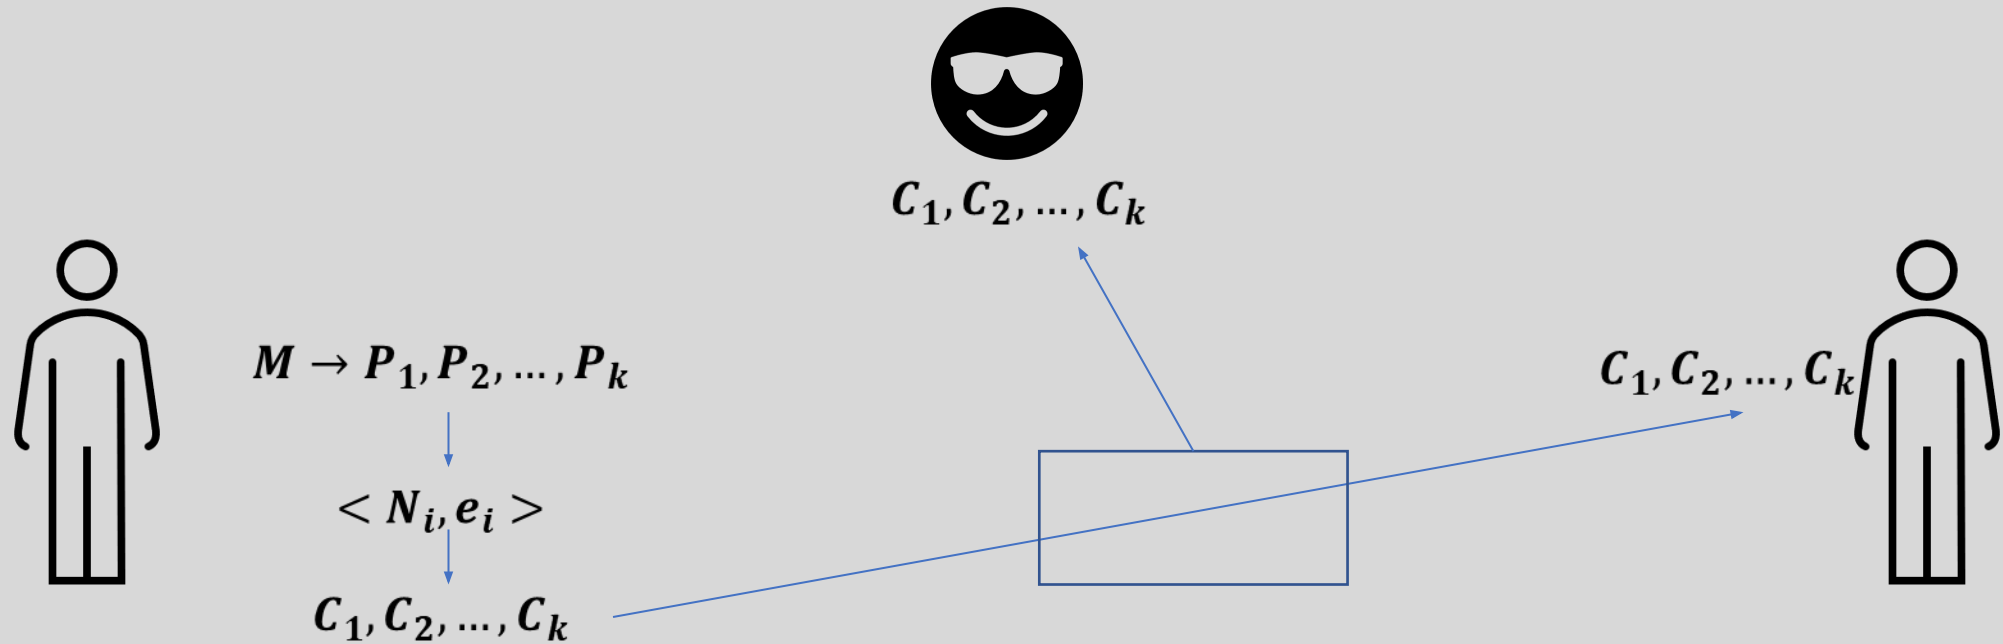 C₁, C₂, ..., Cₖ
M → P₁, P₂, ..., Pₖ
C₁, C₂, ..., Cₖ
< Nᵢ, eᵢ >
C₁, C₂, ..., Cₖ